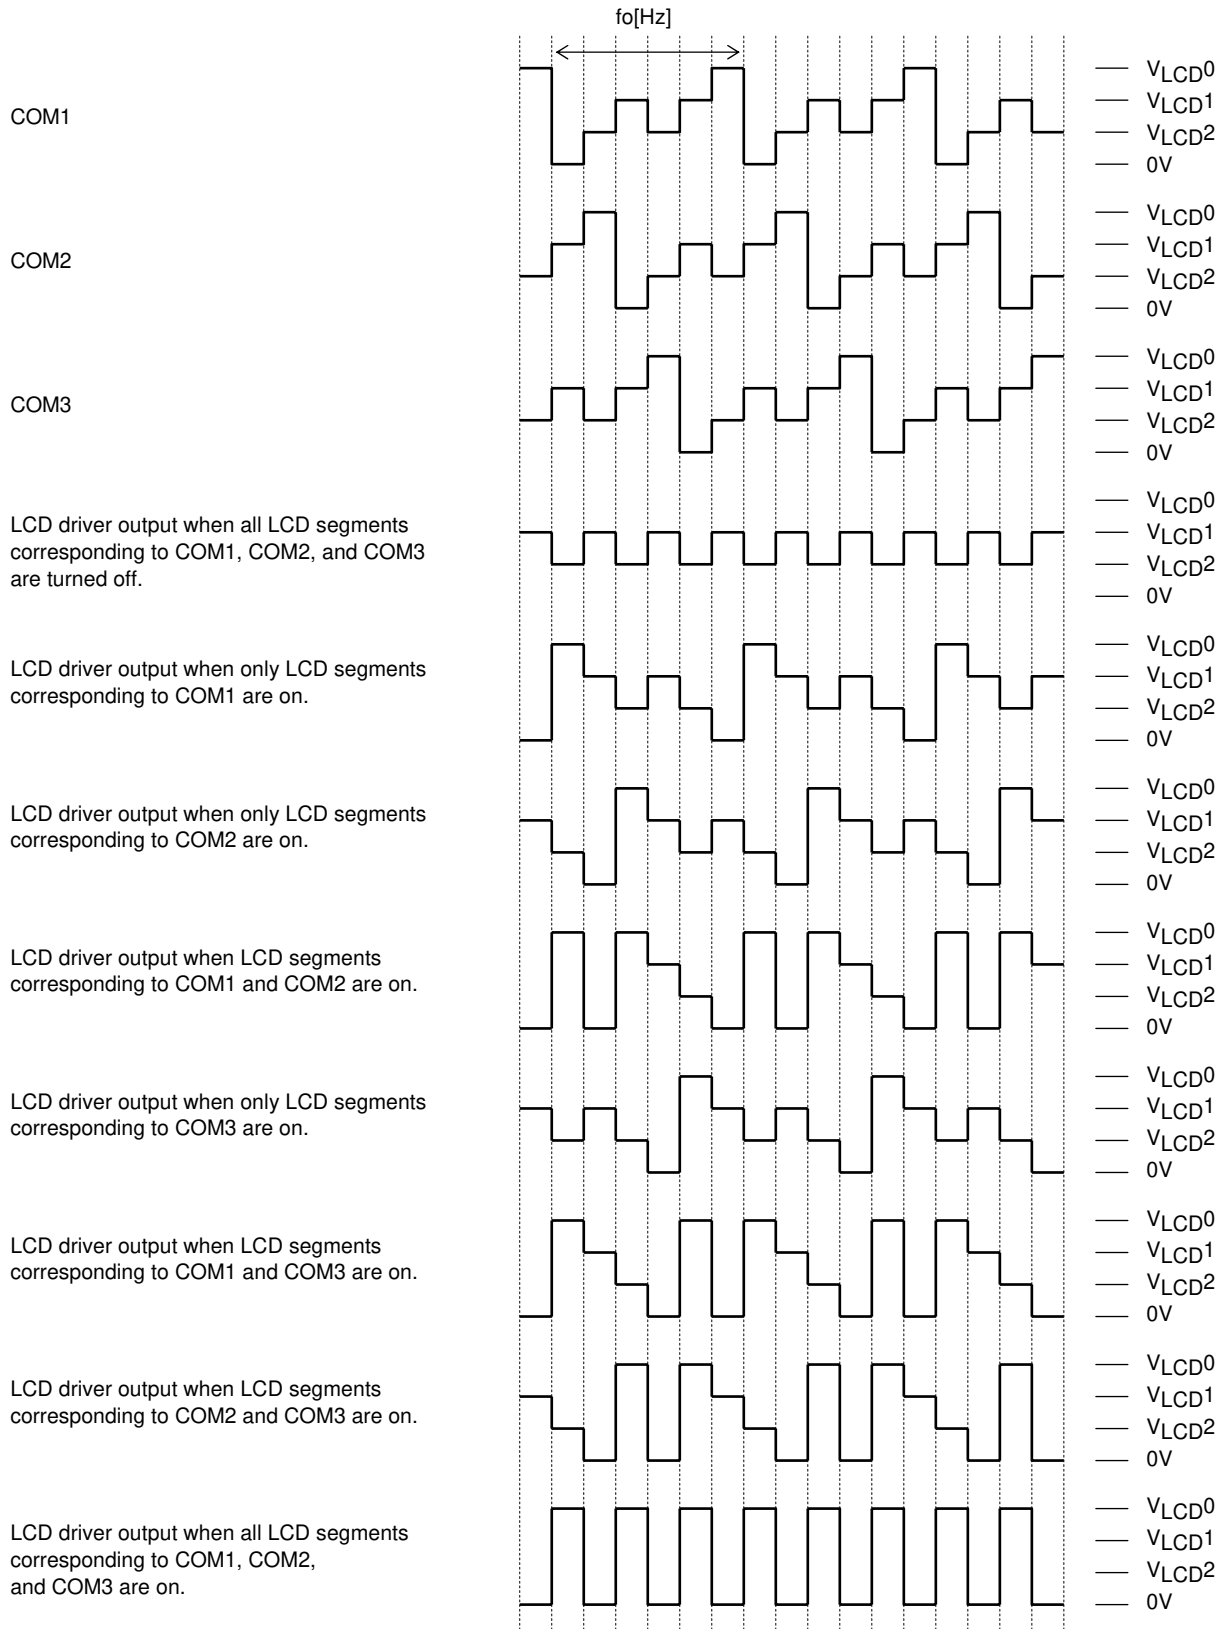 fo[Hz]
COM1
VLCD0
VLCD1
VLCD2
0V
COM2
VLCD0
VLCD1
VLCD2
0V
COM3
VLCD0
VLCD1
VLCD2
0V
LCD driver output when all LCD segments
corresponding to COM1, COM2, and COM3
are turned off.
VLCD0
VLCD1
VLCD2
0V
LCD driver output when only LCD segments
corresponding to COM1 are on.
VLCD0
VLCD1
VLCD2
0V
LCD driver output when only LCD segments
corresponding to COM2 are on.
VLCD0
VLCD1
VLCD2
0V
LCD driver output when LCD segments
corresponding to COM1 and COM2 are on.
VLCD0
VLCD1
VLCD2
0V
LCD driver output when only LCD segments
corresponding to COM3 are on.
VLCD0
VLCD1
VLCD2
0V
LCD driver output when LCD segments
corresponding to COM1 and COM3 are on.
VLCD0
VLCD1
VLCD2
0V
LCD driver output when LCD segments
corresponding to COM2 and COM3 are on.
VLCD0
VLCD1
VLCD2
0V
LCD driver output when all LCD segments
corresponding to COM1, COM2,
and COM3 are on.
VLCD0
VLCD1
VLCD2
0V